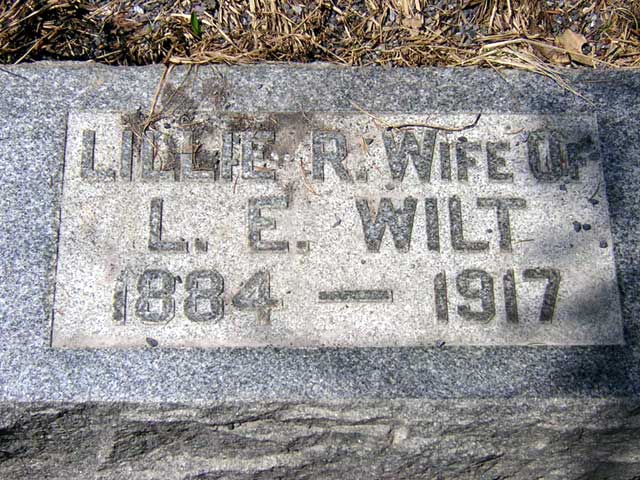 LILLIE R. WIFE OF
L. E. WILT
1884 — 1917